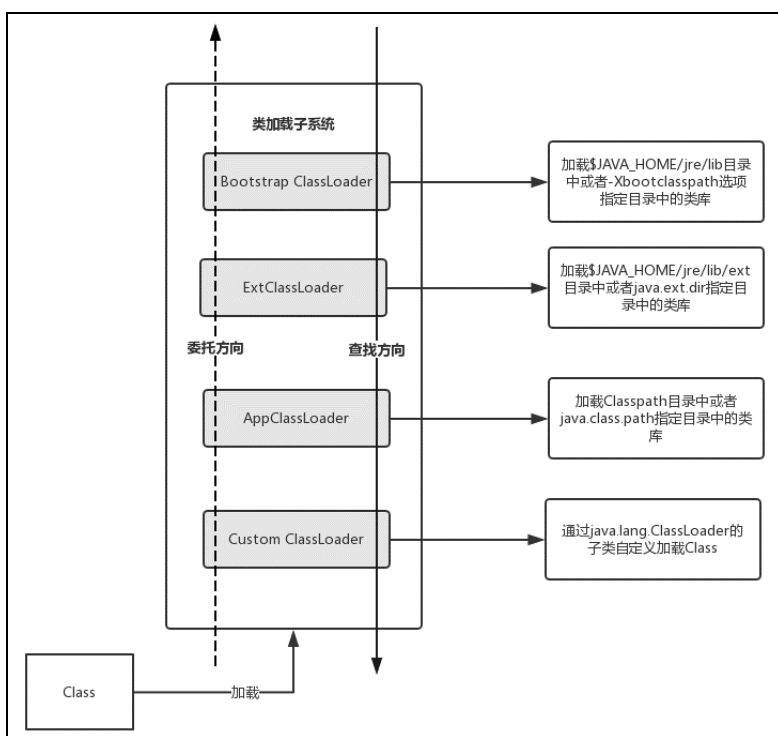 类加载子系统
Bootstrap ClassLoader
加载$JAVA_HOME/jre/lib目录
中或者-Xbootclasspath选项
指定目录中的类库
ExtClassLoader
加载$JAVA_HOME/jre/lib/ext
目录中或者java.ext.dir指定目
录中的类库
委托方向
查找方向
AppClassLoader
加载Classpath目录中或者
java.class.path指定目录中的类
库
Custom ClassLoader
通过java.lang.ClassLoader的
子类自定义加载Class
Class
加载